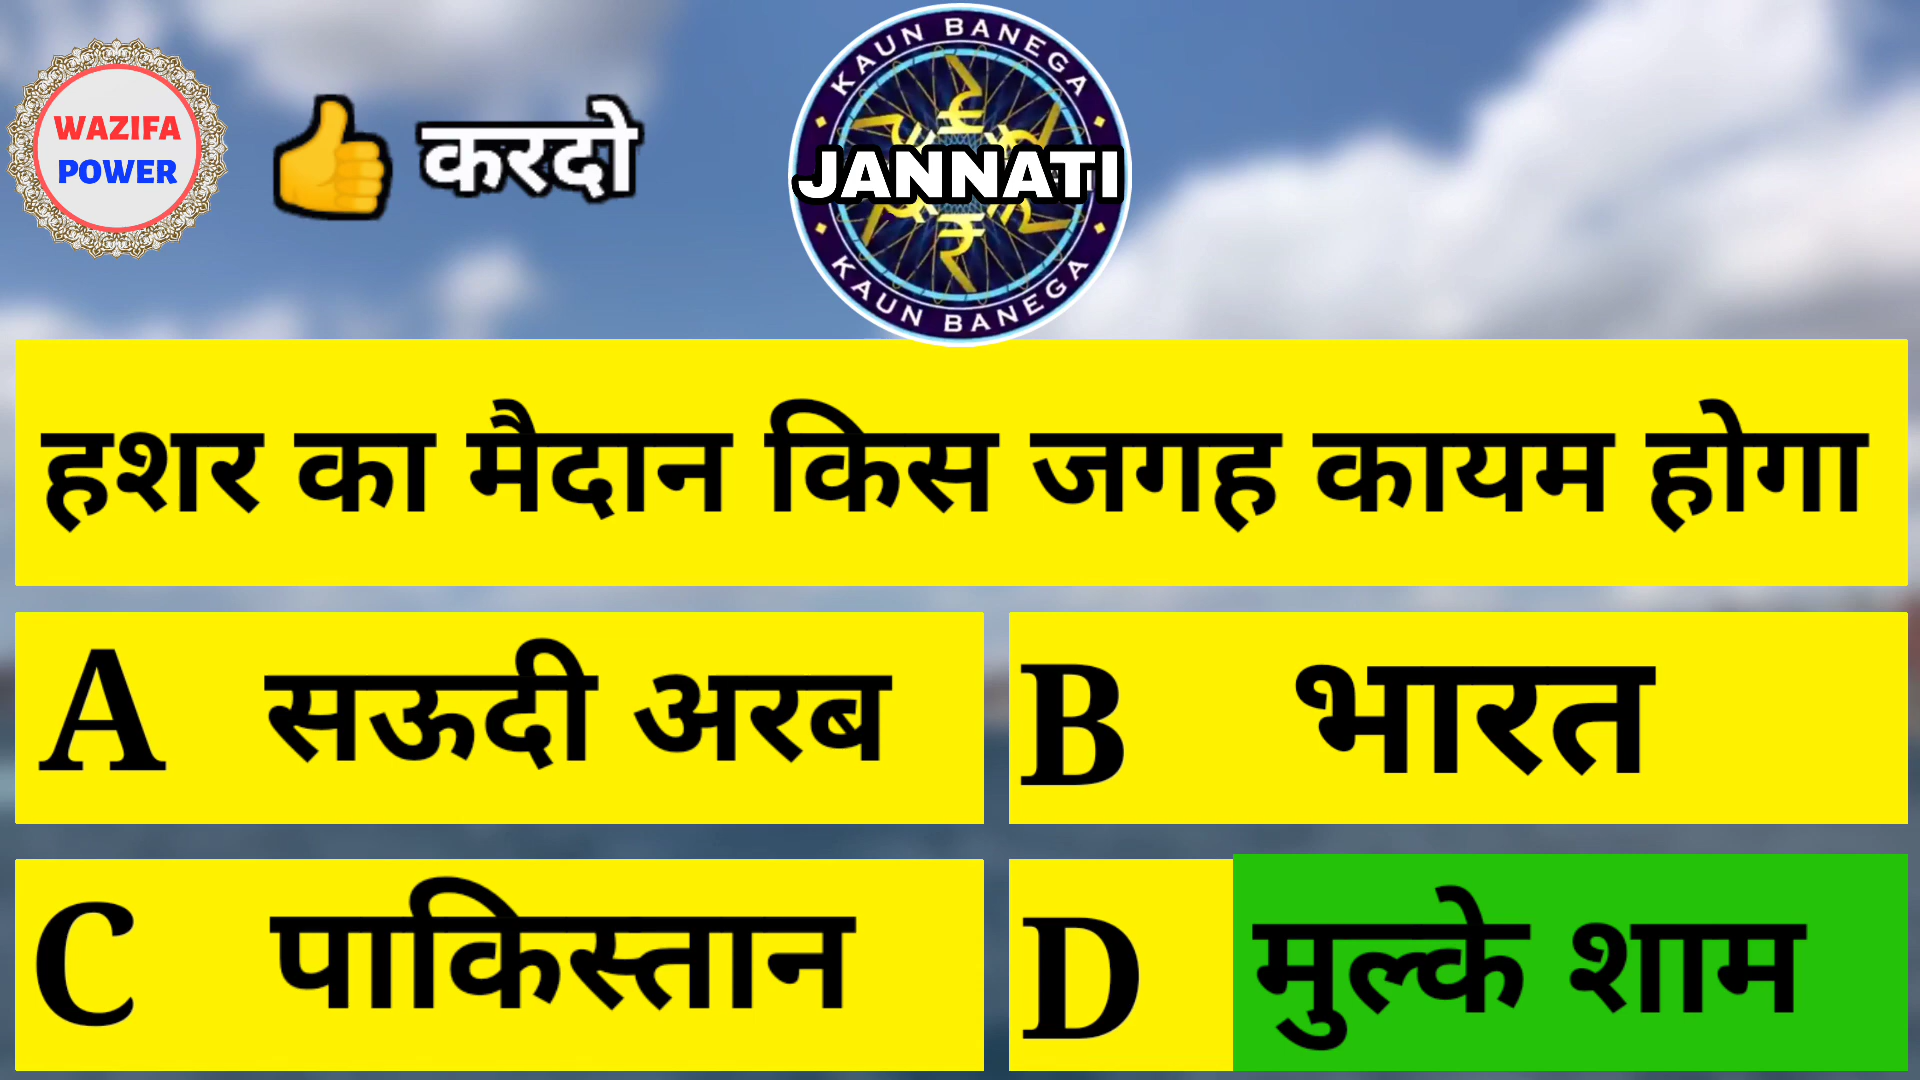 WAZIFA
POWER
करदो
KAUN BANEGA
JANNATI
KAUN BANEGA
हशर का मैदान किस जगह कायम होगा
A सऊदी अरब
B भारत
C पाकिस्तान
D मुल्के शाम